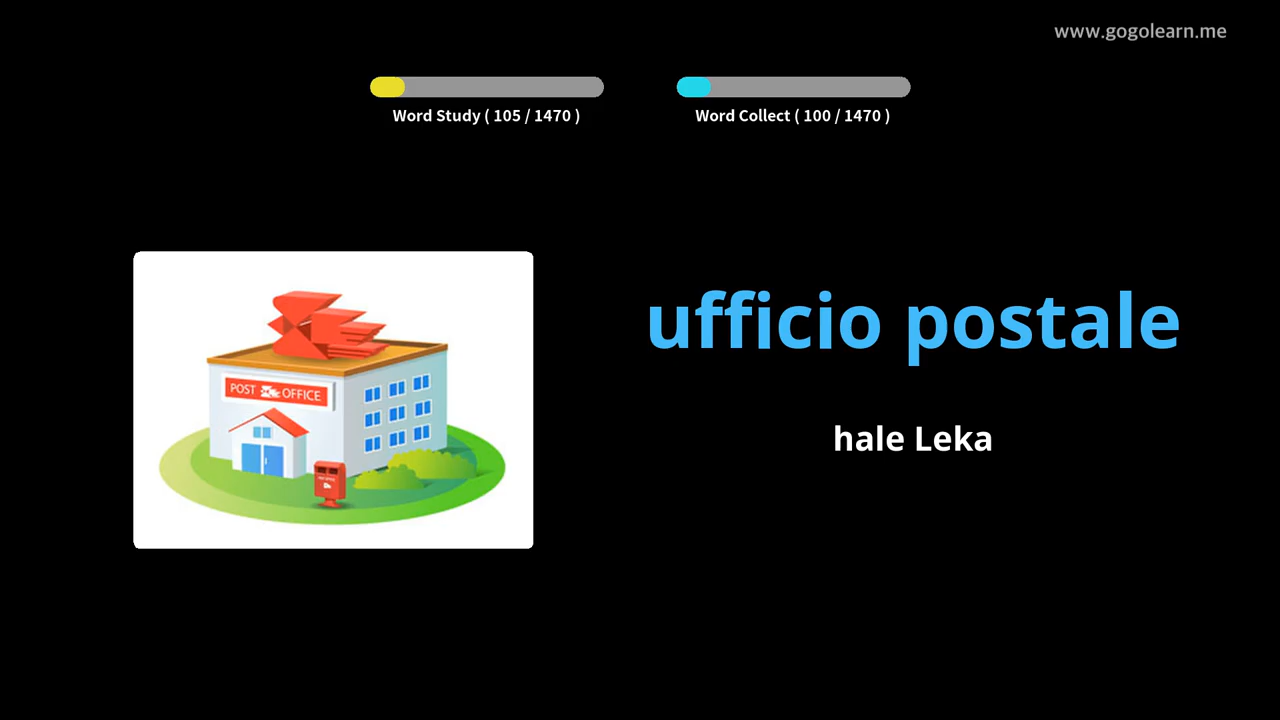 www.gogolearn.me
Word Study ( 105 / 1470 )
Word Collect ( 100 / 1470 )
POST OFFICE
ufficio postale
hale Leka